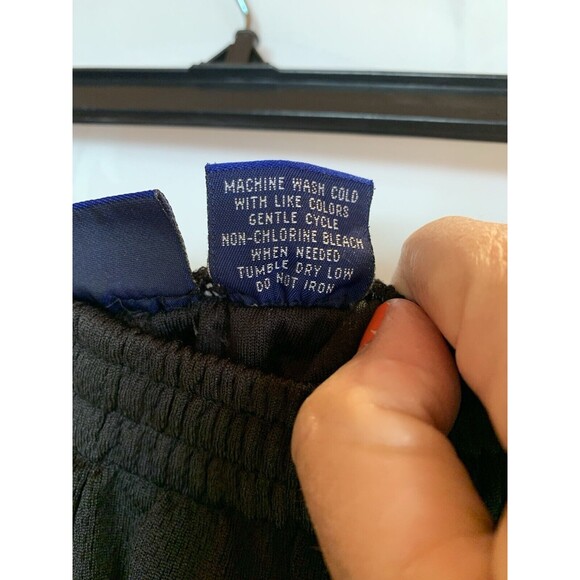 MACHINE WASH COLD
WITH LIKE COLORS
GENTLE CYCLE
NON-CHLORINE BLEACH
WHEN NEEDED
TUMBLE DRY LOW
DO NOT IRON